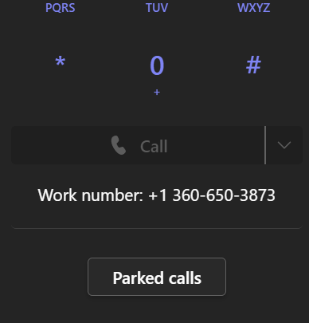 PQRS TUV WXYZ
* 0 #
+
Call
Work number: +1 360-650-3873
Parked calls